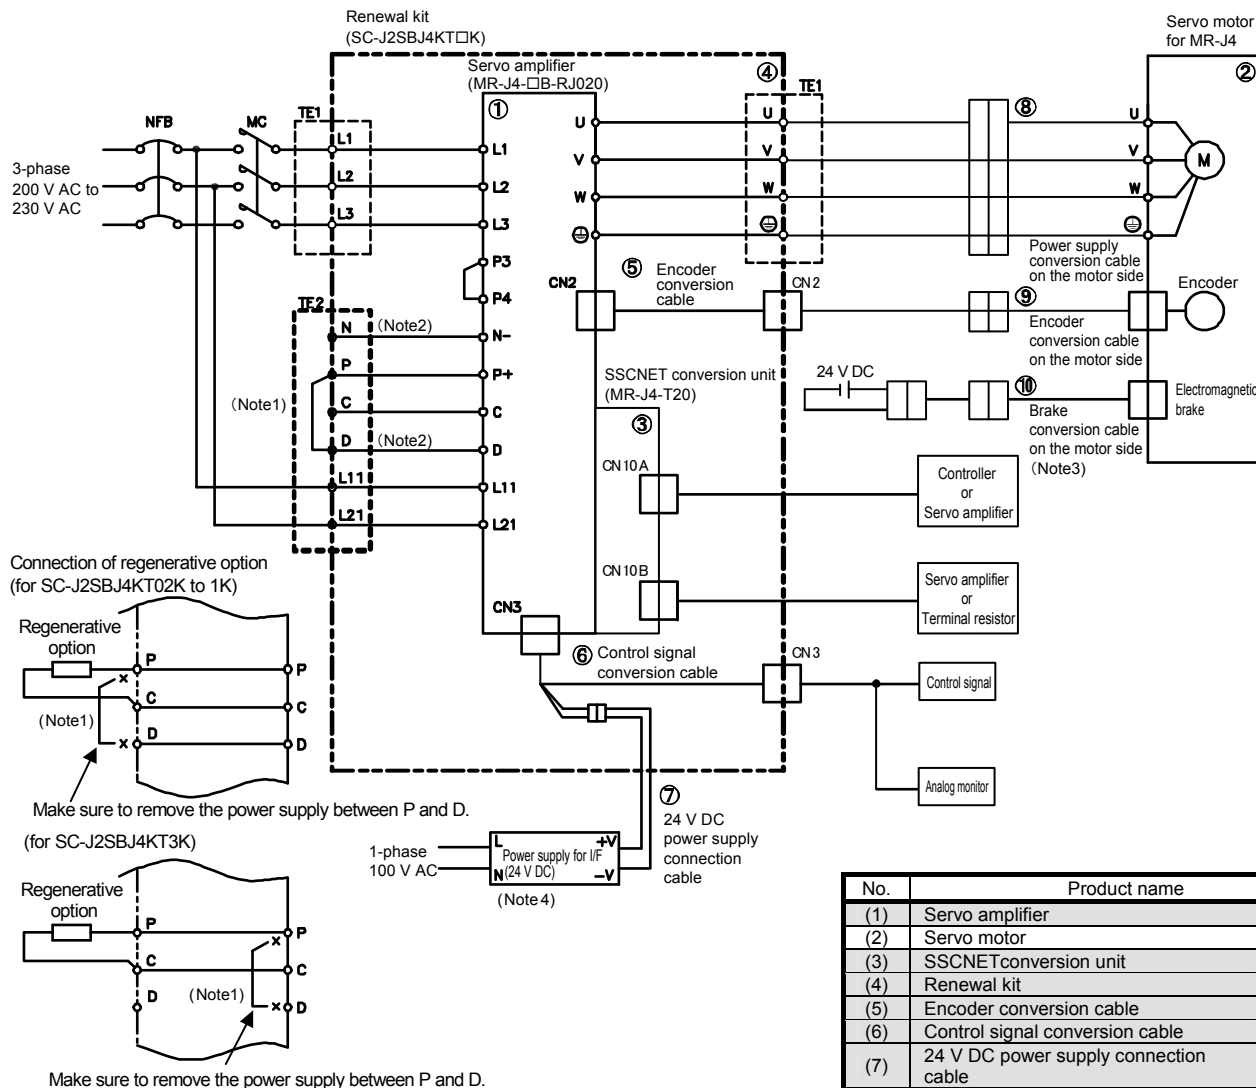 Renewal kit
(SC-J2SBJ4KT□K)
Servo motor
for MR-J4
②
Servo amplifier
(MR-J4-□B-RJ020)
①
④
TE1
TE1
NFB
MC
3-phase
200 V AC to
230 V AC
L1
L1
L2
L2
L3
L3
P3
P4
U
U
U
V
V
V
W
W
W
M
⑧
Power supply
conversion cable
on the motor side
CN2
⑤
Encoder
conversion
cable
CN2
⑨
Encoder
conversion cable
on the motor side
Encoder
TE2
N
(Note2)
N-
P
P+
(Note1)
C
C
D
(Note2)
D
L11
L11
L21
L21
SSCNET conversion unit
(MR-J4-T20)
③
24 V DC
⑩
Brake
conversion cable
on the motor side
(Note3)
Electromagnetic
brake
CN10A
Controller
or
Servo amplifier
CN10B
Servo amplifier
or
Terminal resistor
CN3
⑥
Control signal
conversion cable
CN3
Control signal
Analog monitor
⑦
24 V DC
power supply
connection
cable
1-phase
100 V AC
L
N
Power supply for I/F
(24 V DC)
+V
−V
(Note 4)
Connection of regenerative option
(for SC-J2SBJ4KT02K to 1K)
Regenerative
option
P
P
C
C
(Note1)
D
D
Make sure to remove the power supply between P and D.
(for SC-J2SBJ4KT3K)
Regenerative
option
P
P
C
C
D
(Note1)
D
Make sure to remove the power supply between P and D.
No. Product name
(1) Servo amplifier
(2) Servo motor
(3) SSCNETconversion unit
(4) Renewal kit
(5) Encoder conversion cable
(6) Control signal conversion cable
(7) 24 V DC power supply connection
cable